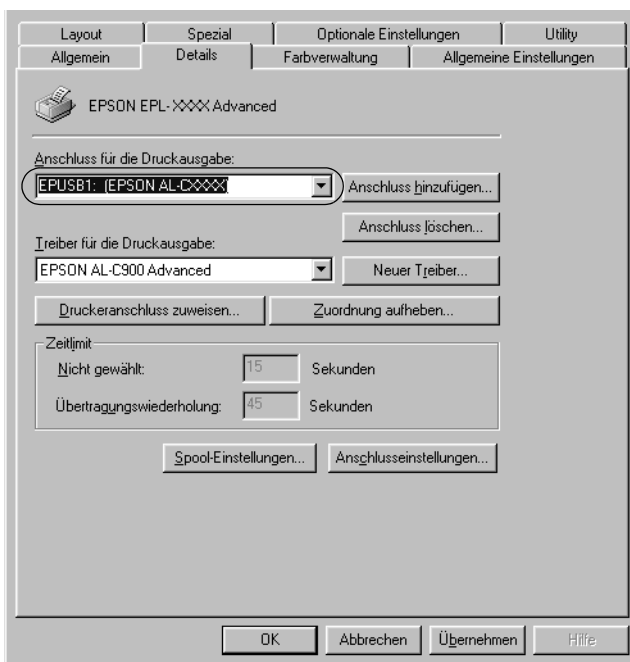 Layout Spezial Optionale Einstellungen Utility
Allgemein Details Farbverwaltung Allgemeine Einstellungen
EPSON EPL-XXXX Advanced
Anschluss für die Druckausgabe:
EPUSB1: (EPSON AL-CXXXX) Anschluss hinzufügen...
Anschluss löschen...
Treiber für die Druckausgabe:
EPSON AL-C900 Advanced Neuer Treiber...
Druckeranschluss zuweisen... Zuordnung aufheben...
Zeitlimit
Nicht gewählt: 15 Sekunden
Übertragungswiederholung: 45 Sekunden
Spool-Einstellungen... Anschlusseinstellungen...
OK Abbrechen Übernehmen Hilfe